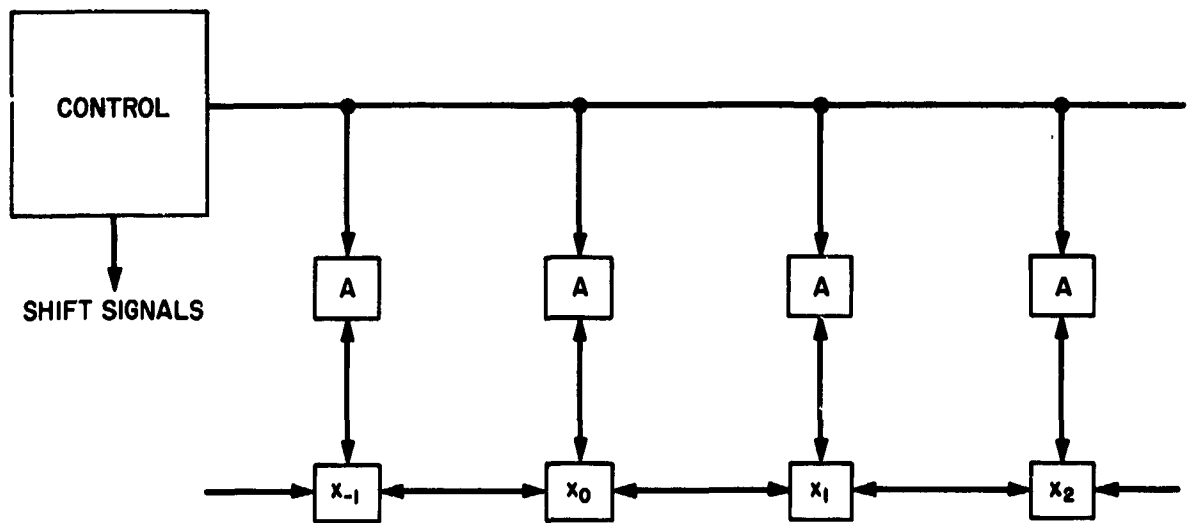 CONTROL
SHIFT SIGNALS
A A A A
X₋₁ X₀ X₁ X₂